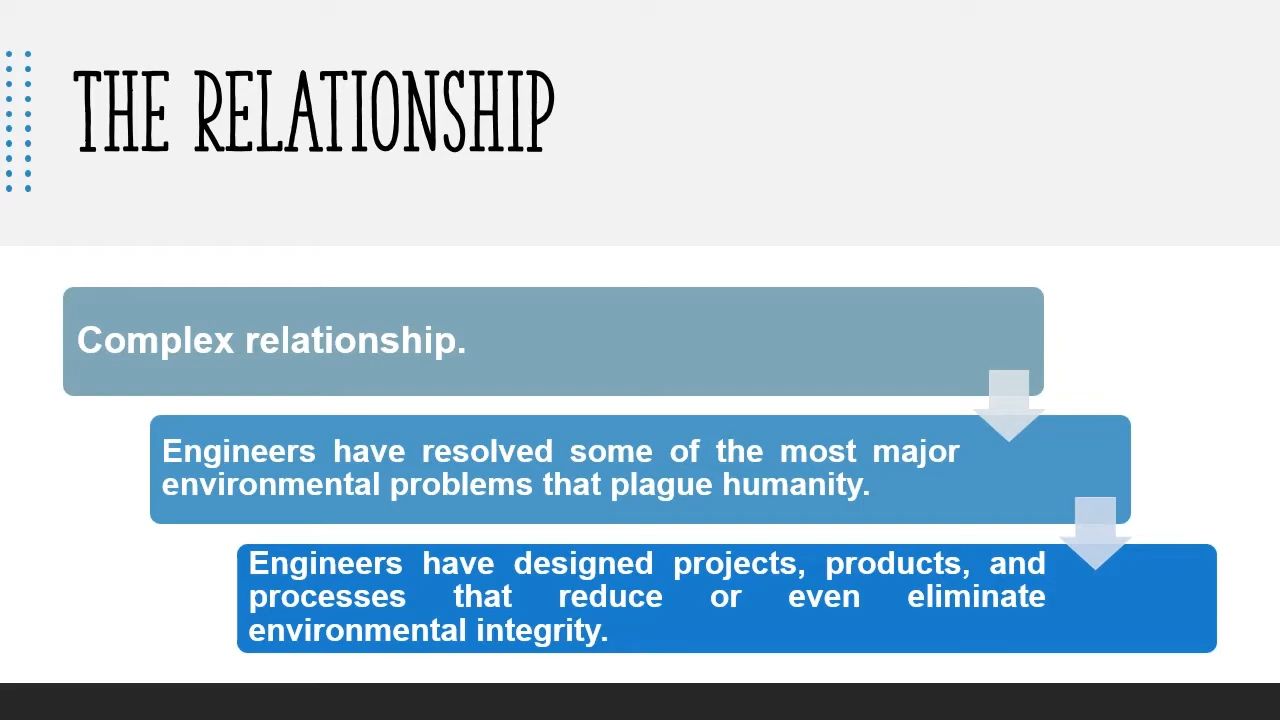 THE RELATIONSHIP
Complex relationship.
Engineers have resolved some of the most major
environmental problems that plague humanity.
Engineers have designed projects, products, and
processes that reduce or even eliminate
environmental integrity.